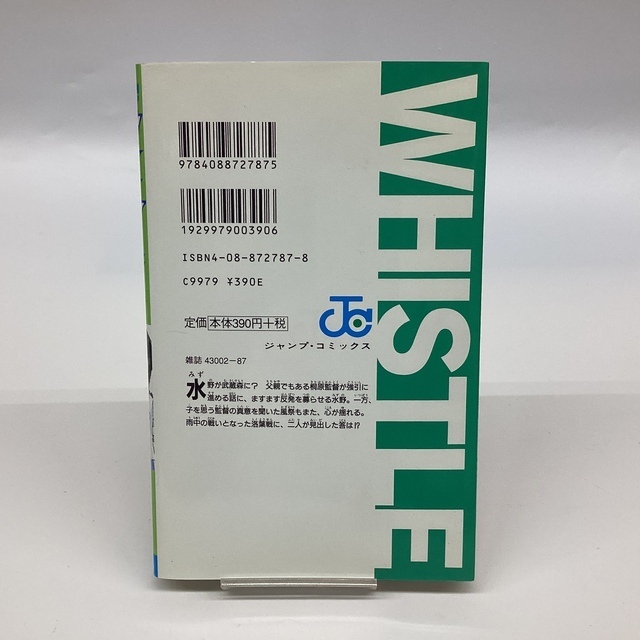 9784088727875
1929979003906
ISBN4-08-872787-8
C9979 ¥390E
定価 本体390円+税
ジャンプ・コミックス
雑誌 43002-87
水野が武蔵森に? 父親でもある桐原監督が強引に
進める話に、ますます反発を募らせる水野。一方、
子を思う監督の真意を聞いた風祭もまた、心が揺れる。
雨中の戦いとなった洛葉戦に、二人が見出した答は!?
WHISTLE